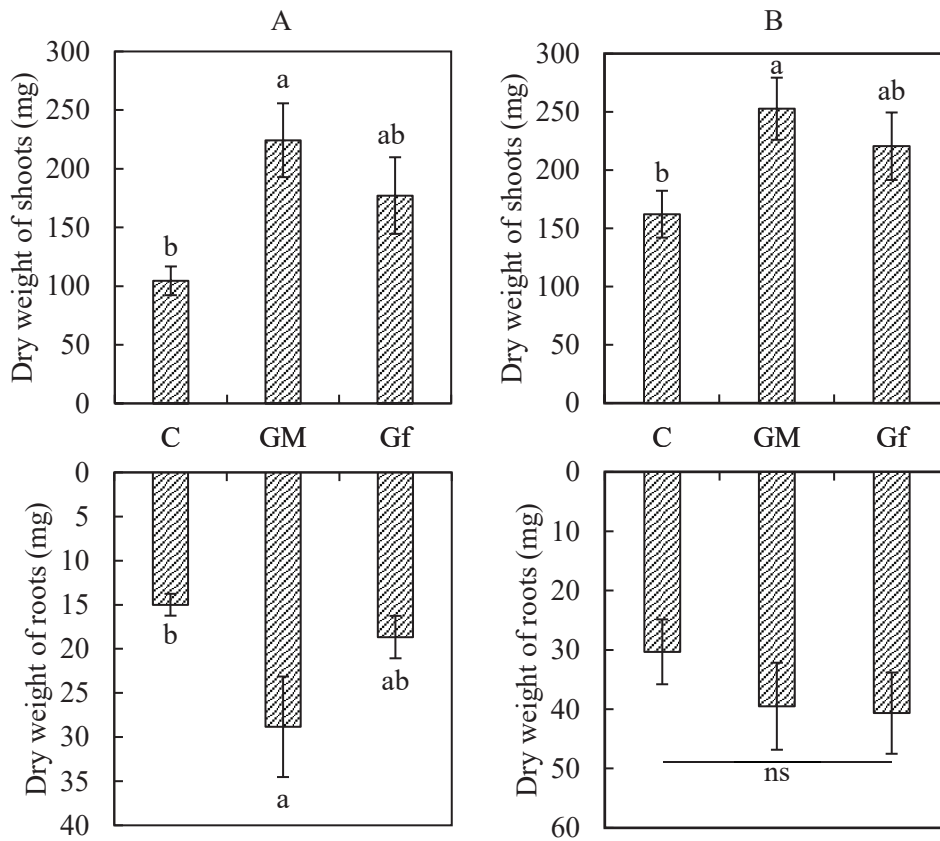 A
Dry weight of shoots (mg)
300
250
200
150
100
50
0
b
a
ab
C GM Gf
Dry weight of roots (mg)
0
5
10
15
20
25
30
35
40
b
a
ab
B
Dry weight of shoots (mg)
300
250
200
150
100
50
0
b
a
ab
C GM Gf
Dry weight of roots (mg)
0
10
20
30
40
50
60
ns